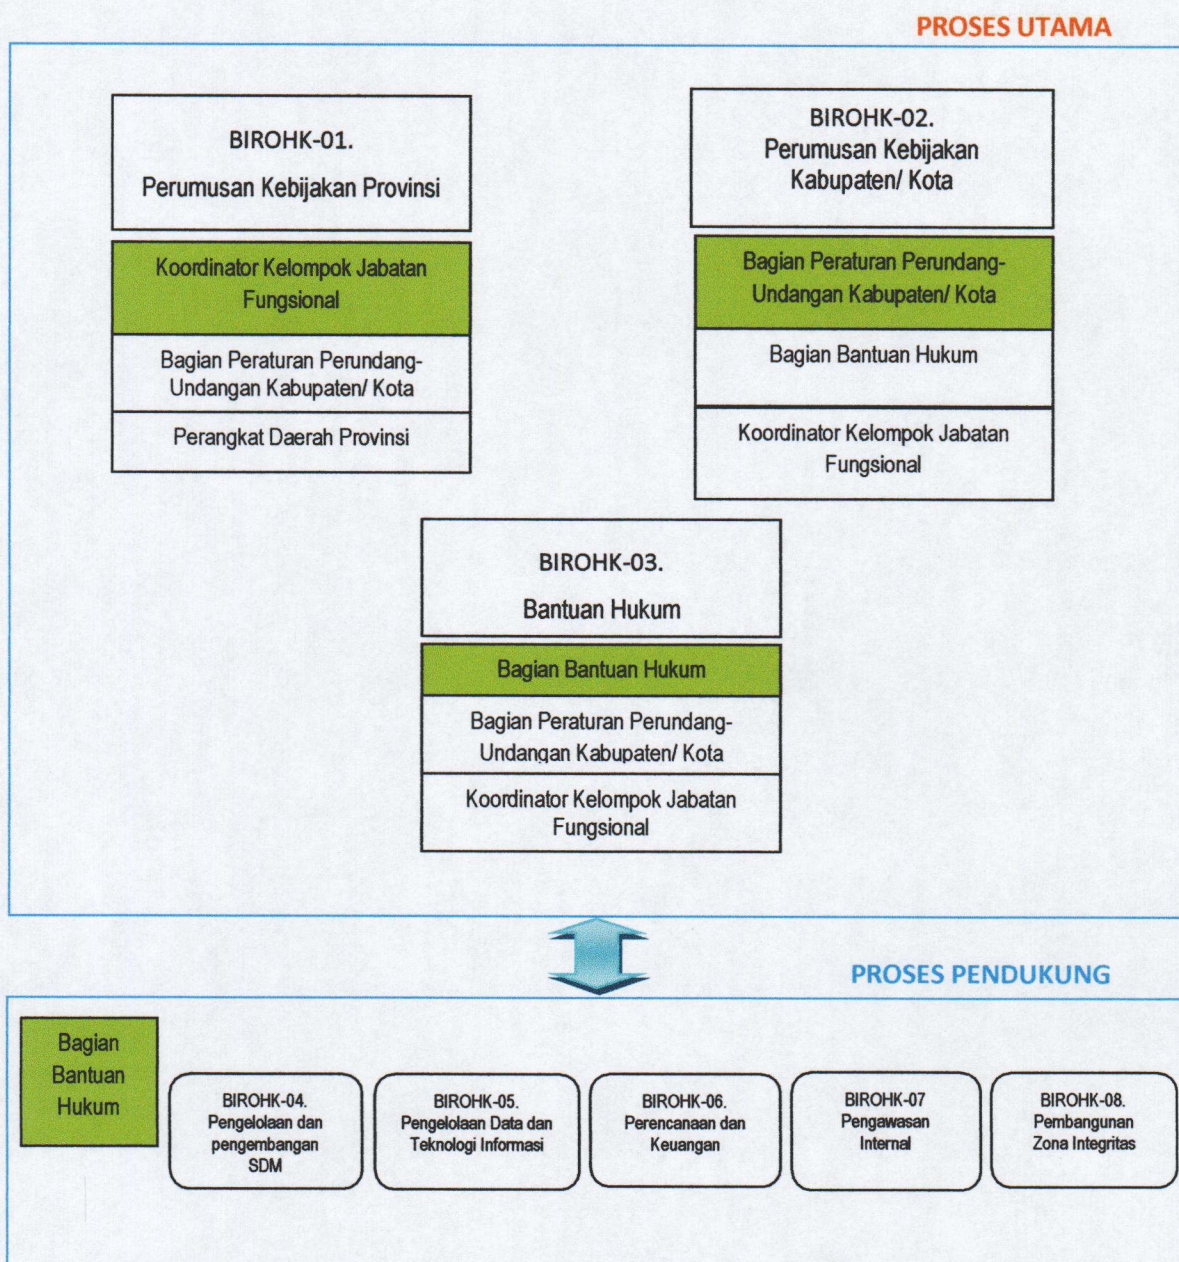 PROSES UTAMA
BIROHK-01.
Perumusan Kebijakan Provinsi
Koordinator Kelompok Jabatan
Fungsional
Bagian Peraturan Perundang-
Undangan Kabupaten/ Kota
Perangkat Daerah Provinsi
BIROHK-02.
Perumusan Kebijakan
Kabupaten/ Kota
Bagian Peraturan Perundang-
Undangan Kabupaten/ Kota
Bagian Bantuan Hukum
Koordinator Kelompok Jabatan
Fungsional
BIROHK-03.
Bantuan Hukum
Bagian Bantuan Hukum
Bagian Peraturan Perundang-
Undangan Kabupaten/ Kota
Koordinator Kelompok Jabatan
Fungsional
PROSES PENDUKUNG
Bagian
Bantuan
Hukum
BIROHK-04.
Pengelolaan dan
pengembangan
SDM
BIROHK-05.
Pengelolaan Data dan
Teknologi Informasi
BIROHK-06.
Perencanaan dan
Keuangan
BIROHK-07
Pengawasan
Internal
BIROHK-08.
Pembangunan
Zona Integritas